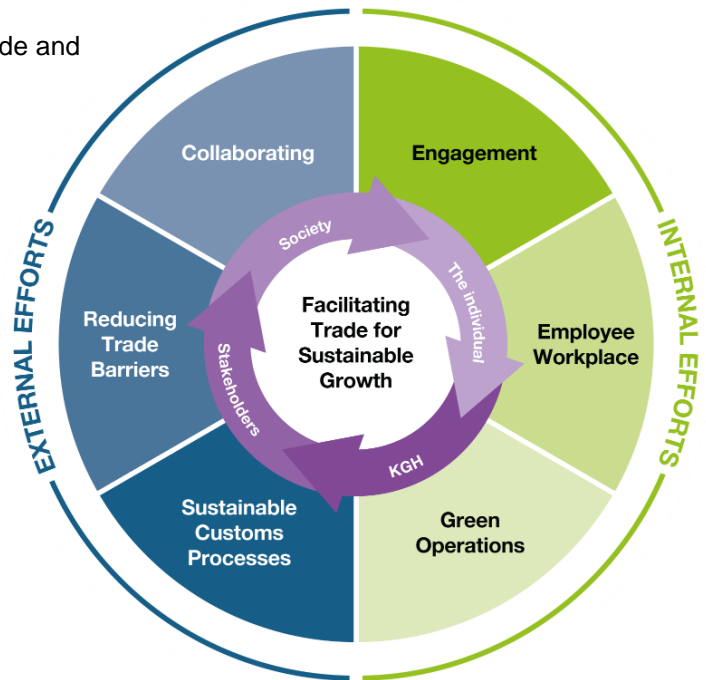 de and
Collaborating
Engagement
EXTERNAL EFFORTS
INTERNAL EFFORTS
Society
The individual
Reducing
Trade
Barriers
Facilitating
Trade for
Sustainable
Growth
Employee
Workplace
Stakeholders
KGH
Sustainable
Customs
Processes
Green
Operations